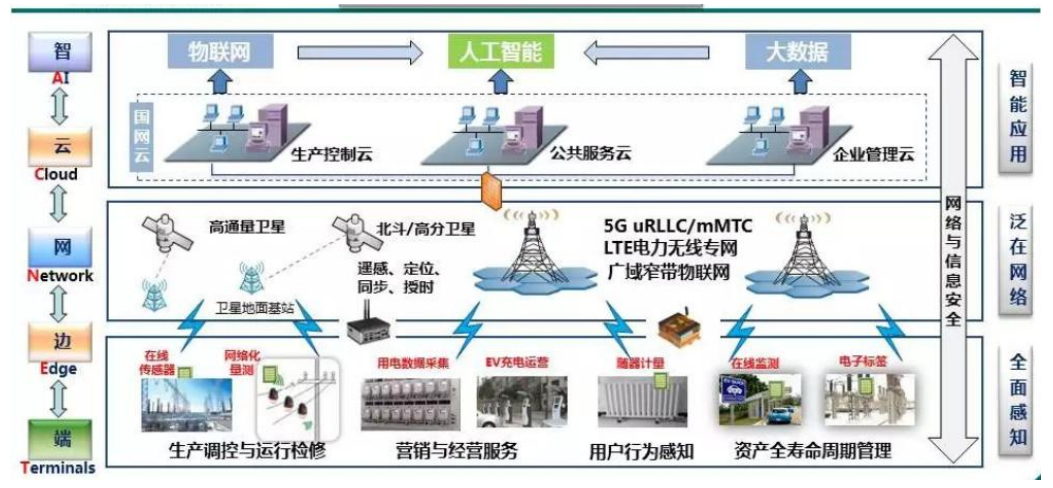 智
AI
云
Cloud
网
Network
边
Edge
端
Terminals
物联网
人工智能
大数据
国网云
生产控制云
公共服务云
企业管理云
高通量卫星
北斗/高分卫星
遥感、定位、
同步、授时
卫星地面基站
5G uRLLC/mMTC
LTE电力无线专网
广域窄带物联网
在线
传感器
网络化
量测
用电数据采集
EV充电运营
随器计量
在线监测
电子标签
生产调控与运行检修
营销与经营服务
用户行为感知
资产全寿命周期管理
网络与信息安全
智能应用
泛在网络
全面感知